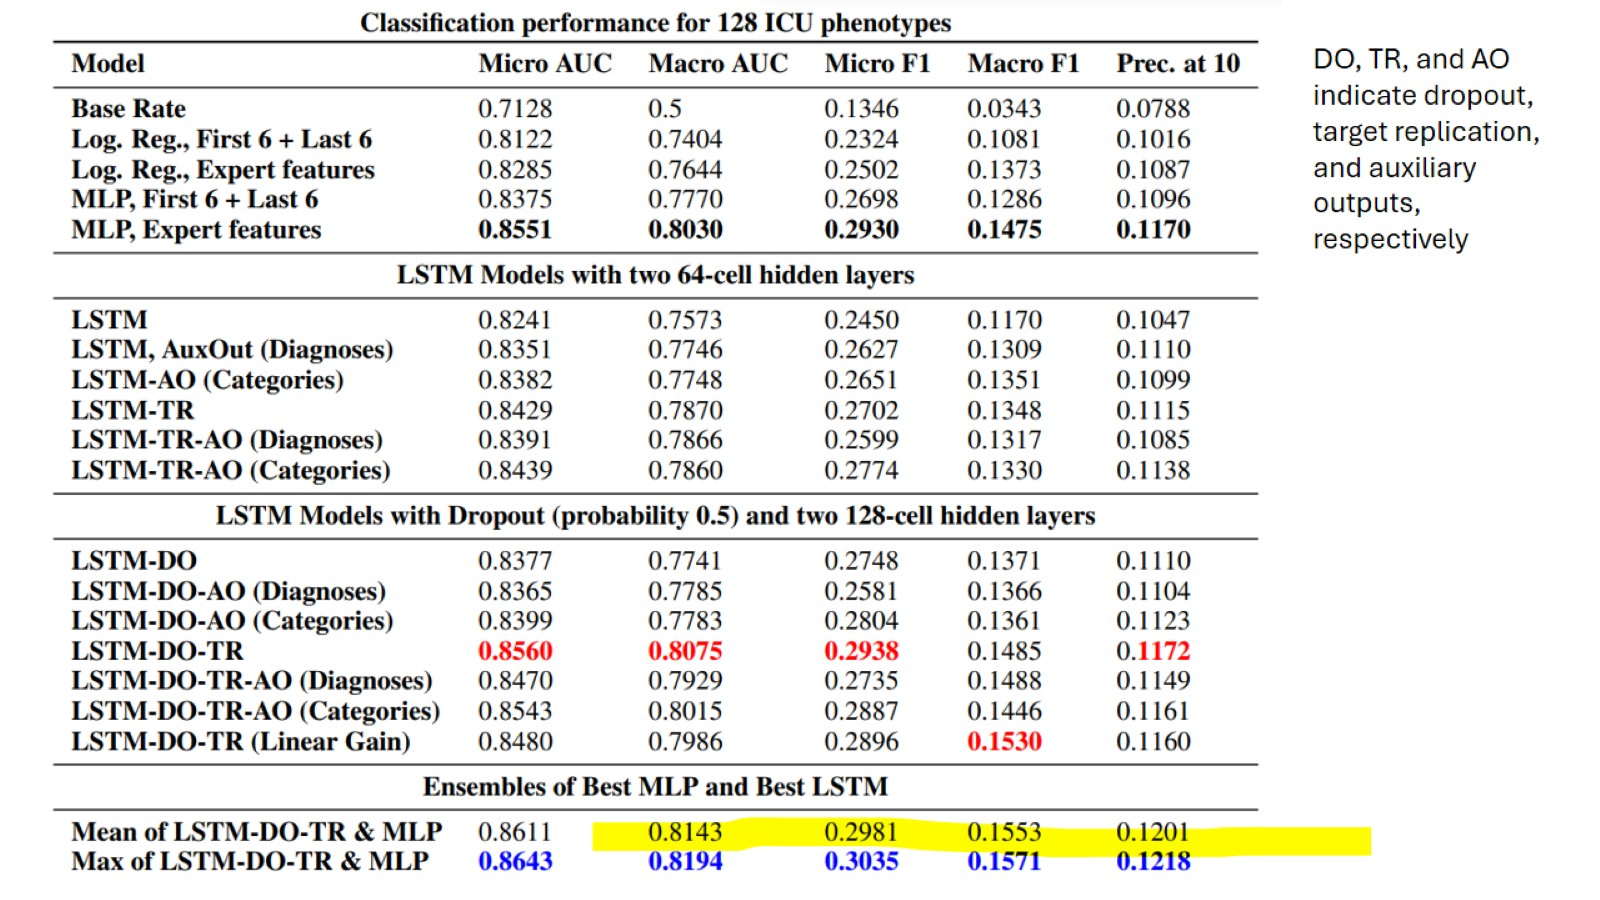 Classification performance for 128 ICU phenotypes
Model Micro AUC Macro AUC Micro F1 Macro F1 Prec. at 10
Base Rate 0.7128 0.5 0.1346 0.0343 0.0788
Log. Reg., First 6 + Last 6 0.8122 0.7404 0.2324 0.1081 0.1016
Log. Reg., Expert features 0.8285 0.7644 0.2502 0.1373 0.1087
MLP, First 6 + Last 6 0.8375 0.7770 0.2698 0.1286 0.1096
MLP, Expert features 0.8551 0.8030 0.2930 0.1475 0.1170
LSTM Models with two 64-cell hidden layers
LSTM 0.8241 0.7573 0.2450 0.1170 0.1047
LSTM, AuxOut (Diagnoses) 0.8351 0.7746 0.2627 0.1309 0.1110
LSTM-AO (Categories) 0.8382 0.7748 0.2651 0.1351 0.1099
LSTM-TR 0.8429 0.7870 0.2702 0.1348 0.1115
LSTM-TR-AO (Diagnoses) 0.8391 0.7866 0.2599 0.1317 0.1085
LSTM-TR-AO (Categories) 0.8439 0.7860 0.2774 0.1330 0.1138
LSTM Models with Dropout (probability 0.5) and two 128-cell hidden layers
LSTM-DO 0.8377 0.7741 0.2748 0.1371 0.1110
LSTM-DO-AO (Diagnoses) 0.8365 0.7785 0.2581 0.1366 0.1104
LSTM-DO-AO (Categories) 0.8399 0.7783 0.2804 0.1361 0.1123
LSTM-DO-TR 0.8560 0.8075 0.2938 0.1485 0.1172
LSTM-DO-TR-AO (Diagnoses) 0.8470 0.7929 0.2735 0.1488 0.1149
LSTM-DO-TR-AO (Categories) 0.8543 0.8015 0.2887 0.1446 0.1161
LSTM-DO-TR (Linear Gain) 0.8480 0.7986 0.2896 0.1530 0.1160
Ensembles of Best MLP and Best LSTM
Mean of LSTM-DO-TR & MLP 0.8611 0.8143 0.2981 0.1553 0.1201
Max of LSTM-DO-TR & MLP 0.8643 0.8194 0.3035 0.1571 0.1218
DO, TR, and AO
indicate dropout,
target replication,
and auxiliary
outputs,
respectively